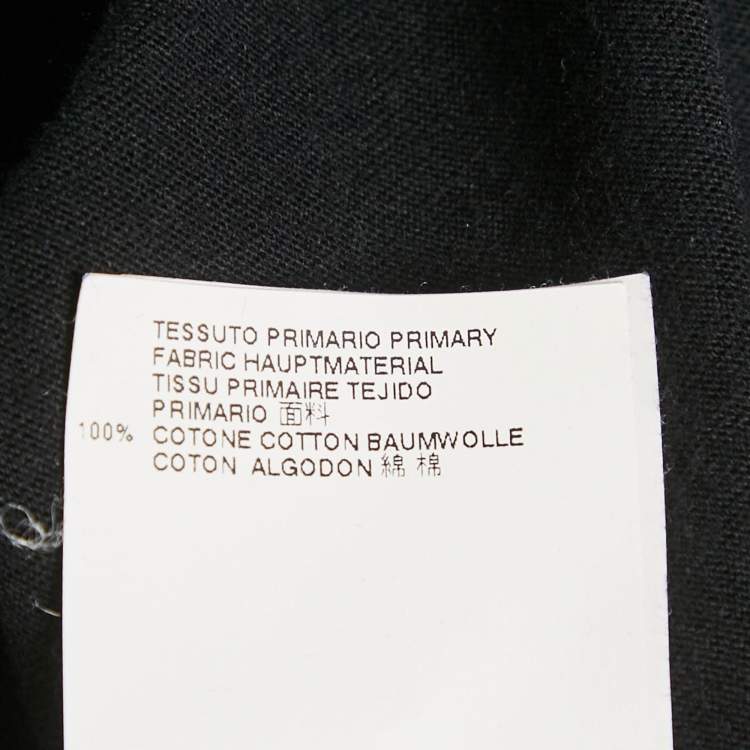 TESSUTO PRIMARIO PRIMARY
FABRIC HAUPTMATERIAL
TISSU PRIMAIRE TEJIDO
PRIMARIO 面料
100% COTONE COTTON BAUMWOLLE
COTON ALGODON 綿 棉